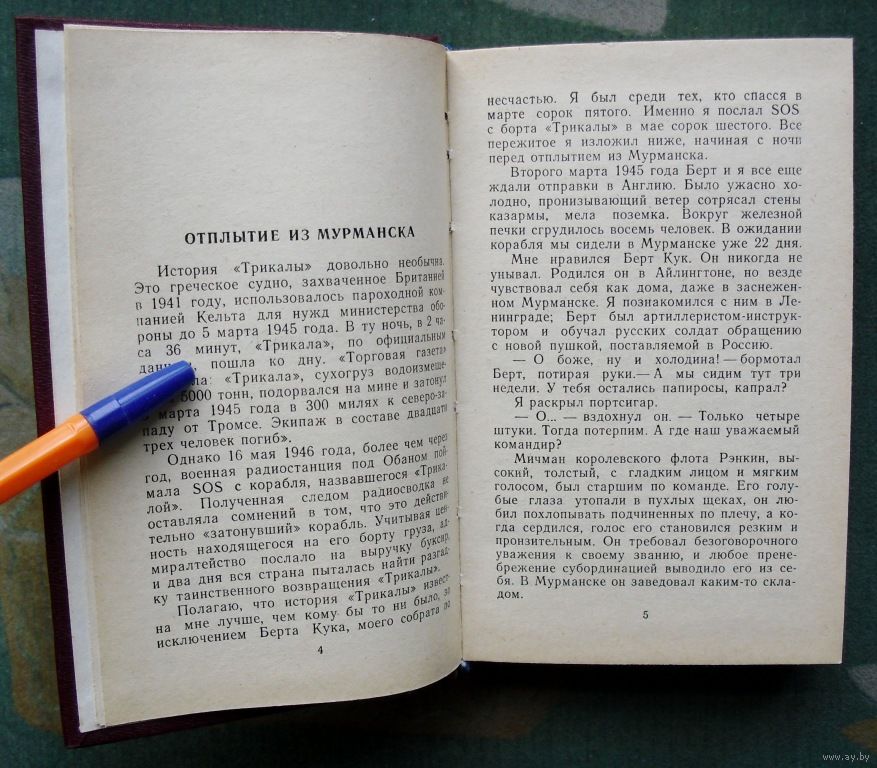 ОТПЛЫТИЕ ИЗ МУРМАНСКА
История «Трикалы» довольно необычна.
Это греческое судно, захваченное Британией
в 1941 году, использовалось пароходной ком-
панией Кельта для нужд министерства обо-
роны до 5 марта 1945 года. В ту ночь, в 2 ча-
са 36 минут, «Трикала», по официальным
пошла ко дну. «Торговая газета»
«Трикала», сухогруз водоизмеще-
5000 тонн, подорвался на мине и затонул
марта 1945 года в 300 милях к северо-за-
паду от Тромсе. Экипаж в составе двадцати
трех человек погиб».
Однако 16 мая 1946 года, более чем через
год, военная радиостанция под Обаном пой-
мала SOS с корабля, назвавшегося «Трика-
лой». Полученная следом радиосводка не
оставляла сомнений в том, что это действи-
тельно «затонувший» корабль. Учитывая цен-
ность находящегося на его борту груза, ад-
миралтейство послало на выручку буксир,
и два дня вся страна пыталась найти разгад-
ку таинственного возвращения «Трикалы».
Полагаю, что история «Трикалы» извест-
на мне лучше, чем кому бы то ни было, за
исключением Берта Кука, моего собрата по
4
несчастью. Я был среди тех, кто спасся в
марте сорок пятого. Именно я послал SOS
с борта «Трикалы» в мае сорок шестого. Все
пережитое я изложил ниже, начиная с ночи
перед отплытием из Мурманска.
Второго марта 1945 года Берт и я все еще
ждали отправки в Англию. Было ужасно хо-
лодно, пронизывающий ветер сотрясал стены
казармы, мела поземка. Вокруг железной
печки сгрудилось восемь человек. В ожидании
корабля мы сидели в Мурманске уже 22 дня.
Мне нравился Берт Кук. Он никогда не
унывал. Родился он в Айлингтоне, но везде
чувствовал себя как дома, даже в заснежен-
ном Мурманске. Я познакомился с ним в Ле-
нинграде; Берт был артиллеристом-инструк-
тором и обучал русских солдат обращению
с новой пушкой, поставляемой в Россию.
— О боже, ну и холодина! — бормотал
Берт, потирая руки.— А мы сидим тут три
недели. У тебя остались папиросы, капрал?
Я раскрыл портсигар.
— О... — вздохнул он. — Только четыре
штуки. Тогда потерпим. А где наш уважаемый
командир?
Мичман королевского флота Рэнкин, вы-
сокий, толстый, с гладким лицом и мягким
голосом, был старшим по команде. Его голу-
бые глаза утопали в пухлых щеках, он лю-
бил похлопывать подчиненных по плечу, а ко-
гда сердился, голос его становился резким и
пронзительным. Он требовал безоговорочного
уважения к своему званию, и любое прене-
брежение субординацией выводило его из се-
бя. В Мурманске он заведовал каким-то скла-
дом.
5
www.ay.by